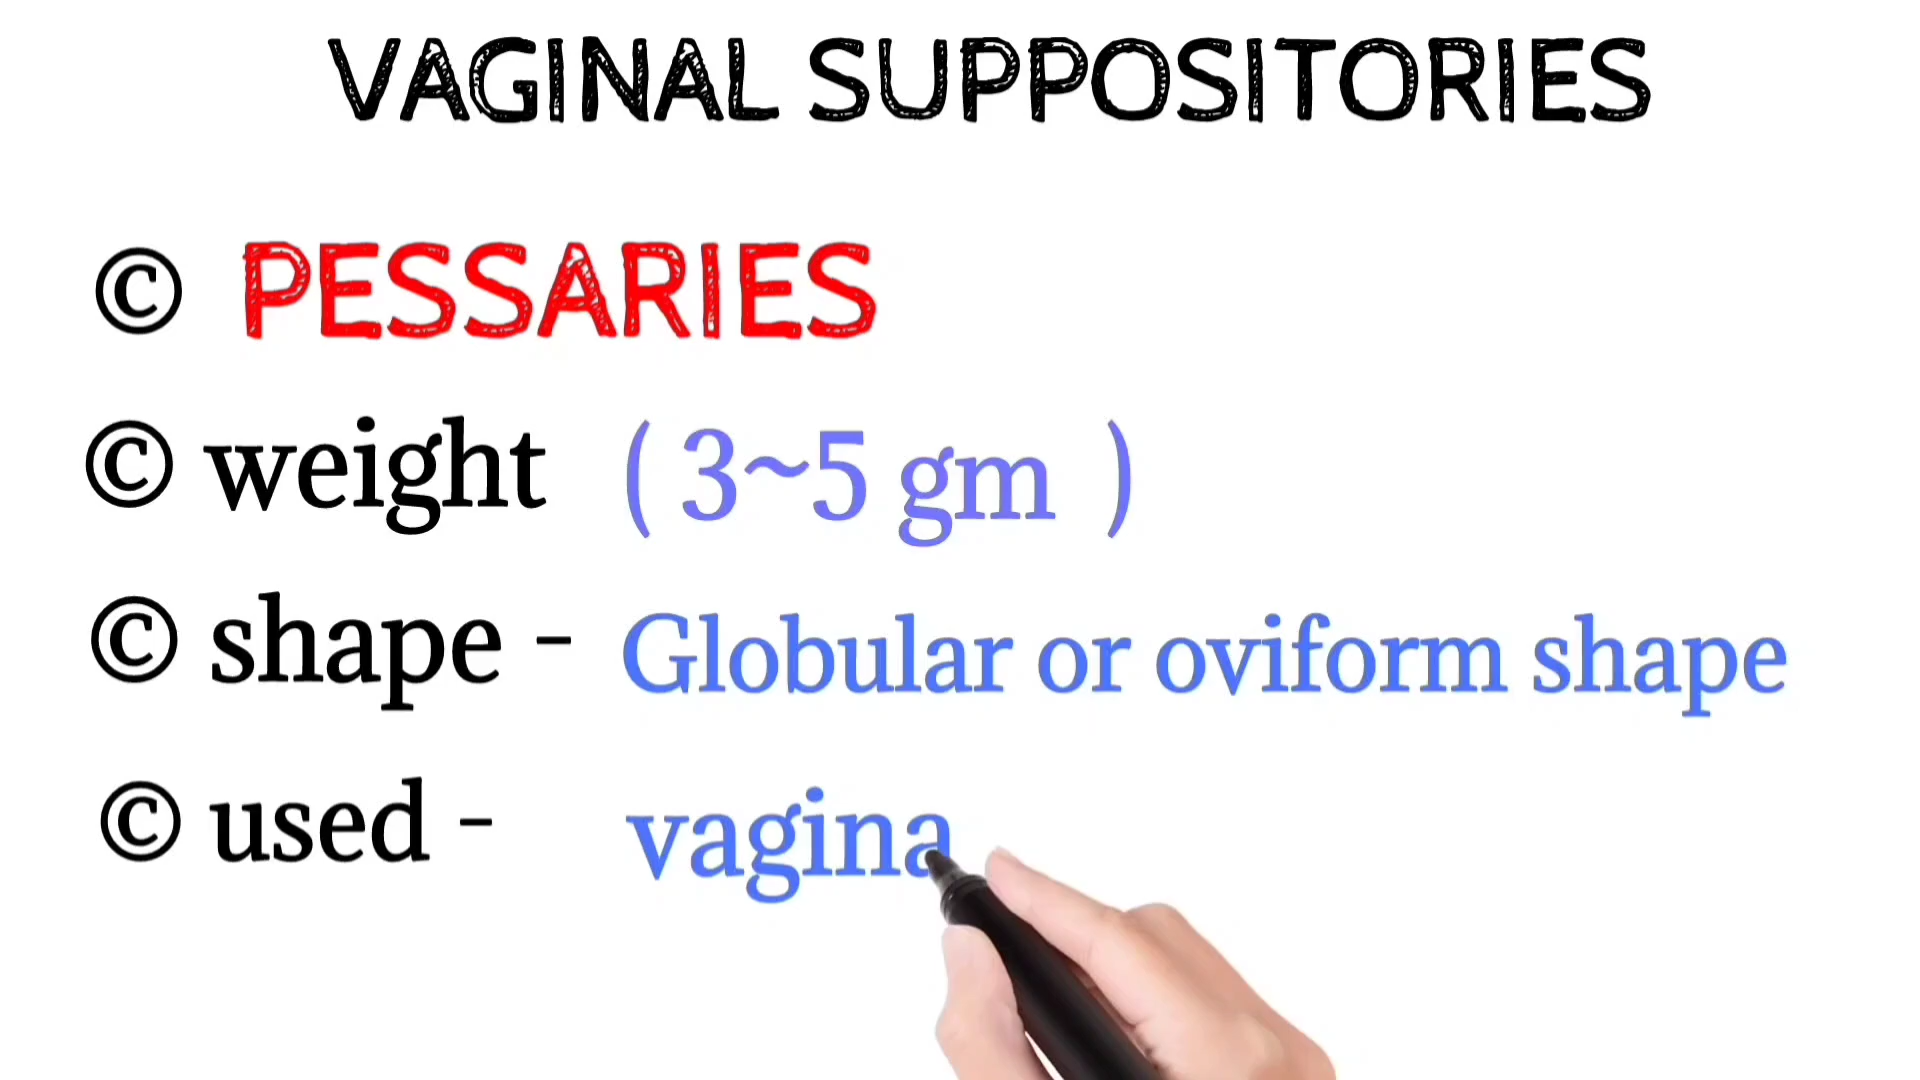 VAGINAL SUPPOSITORIES
© PESSARIES
© weight ( 3~5 gm )
© shape - Globular or oviform shape
© used - vagina